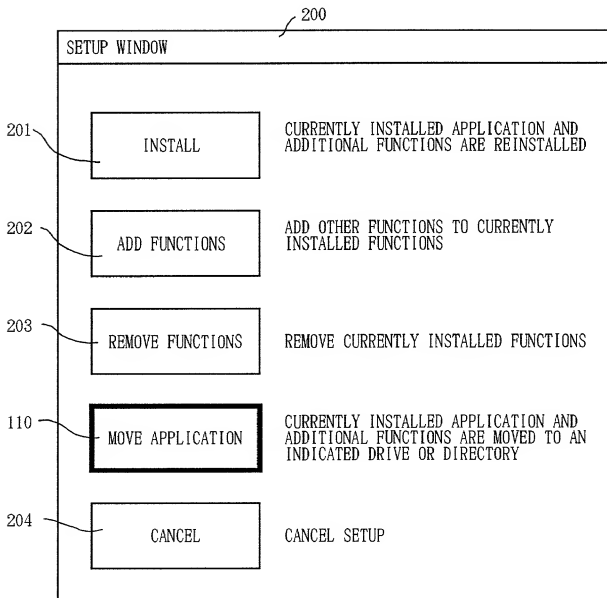 200
SETUP WINDOW
201
INSTALL
CURRENTLY INSTALLED APPLICATION AND
ADDITIONAL FUNCTIONS ARE REINSTALLED
202
ADD FUNCTIONS
ADD OTHER FUNCTIONS TO CURRENTLY
INSTALLED FUNCTIONS
203
REMOVE FUNCTIONS
REMOVE CURRENTLY INSTALLED FUNCTIONS
110
MOVE APPLICATION
CURRENTLY INSTALLED APPLICATION AND
ADDITIONAL FUNCTIONS ARE MOVED TO AN
INDICATED DRIVE OR DIRECTORY
204
CANCEL
CANCEL SETUP